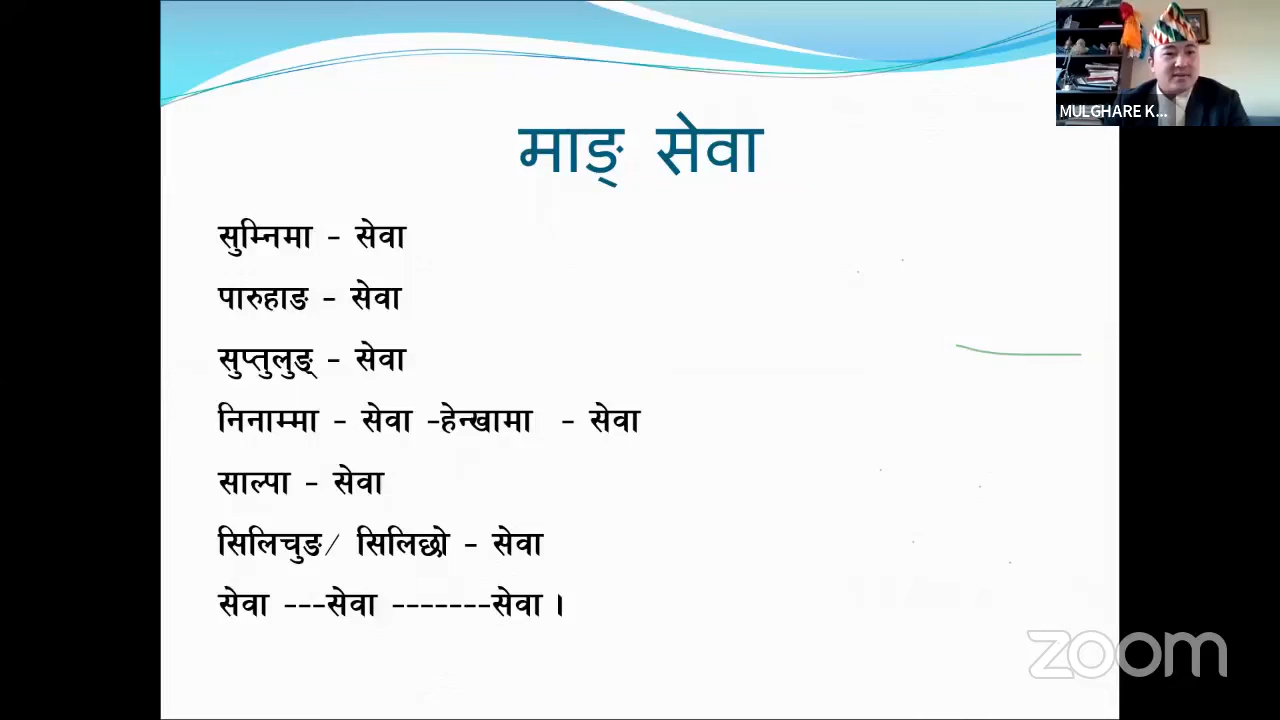 माङ् सेवा
सुम्निमा - सेवा
पारुहाङ - सेवा
सुप्तुलुङ् - सेवा
निनाम्मा - सेवा -हेन्खामा - सेवा
साल्पा - सेवा
सिलिचुङ/ सिलिछो - सेवा
सेवा ---सेवा -------सेवा ।
MULGHARE K...
zoom